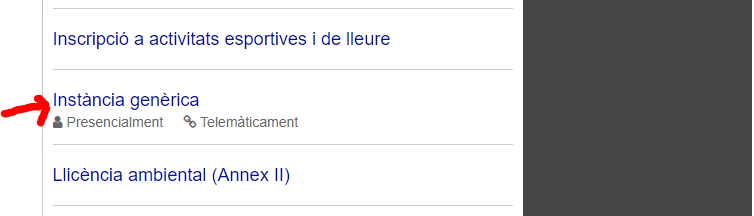 Inscripció a activitats esportives i de lleure
Instància genèrica
Presencialment Telemàticament
Llicència ambiental (Annex II)